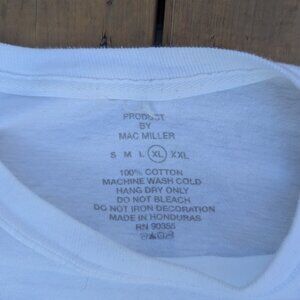 PRODUCT
BY
MAC MILLER
S M L XL XXL
100% COTTON
MACHINE WASH COLD
HANG DRY ONLY
DO NOT BLEACH
DO NOT IRON DECORATION
MADE IN HONDURAS
RN 90355